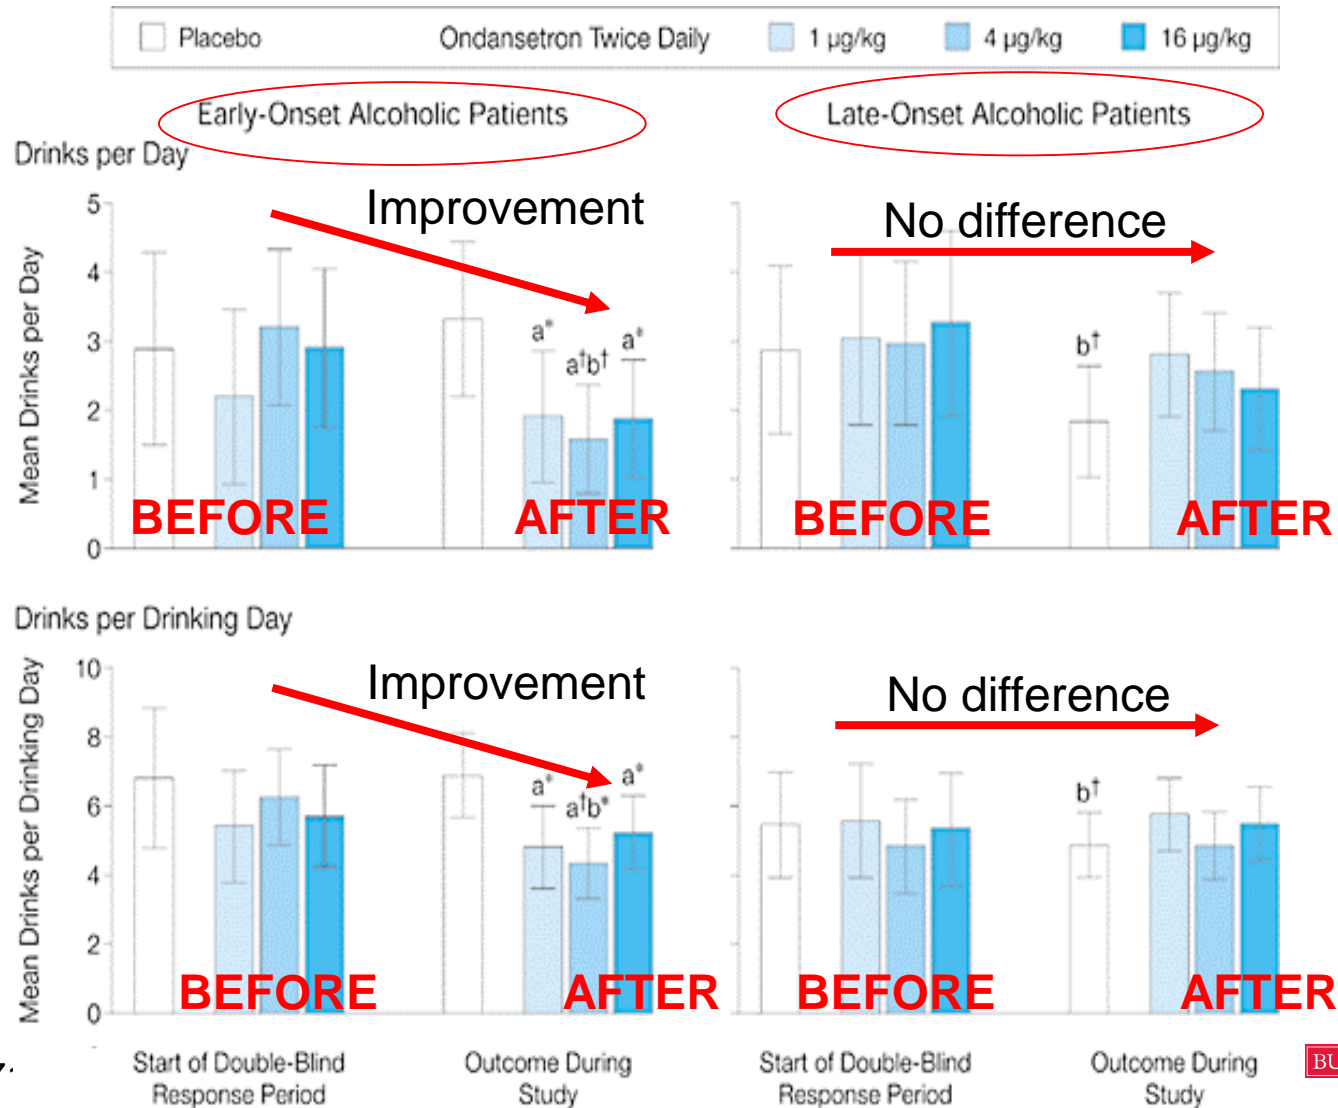 Placebo Ondansetron Twice Daily 1 µg/kg 4 µg/kg 16 µg/kg
Early-Onset Alcoholic Patients Late-Onset Alcoholic Patients
Drinks per Day
Mean Drinks per Day
5
4
3
2
1
0
Improvement
No difference
a*
a†b†
a*
b†
BEFORE
AFTER
BEFORE
AFTER
Drinks per Drinking Day
Mean Drinks per Drinking Day
10
8
6
4
2
0
Improvement
No difference
a*
a†b*
a*
b†
BEFORE
AFTER
BEFORE
AFTER
Start of Double-Blind
Response Period
Outcome During
Study
Start of Double-Blind
Response Period
Outcome During
Study
BU